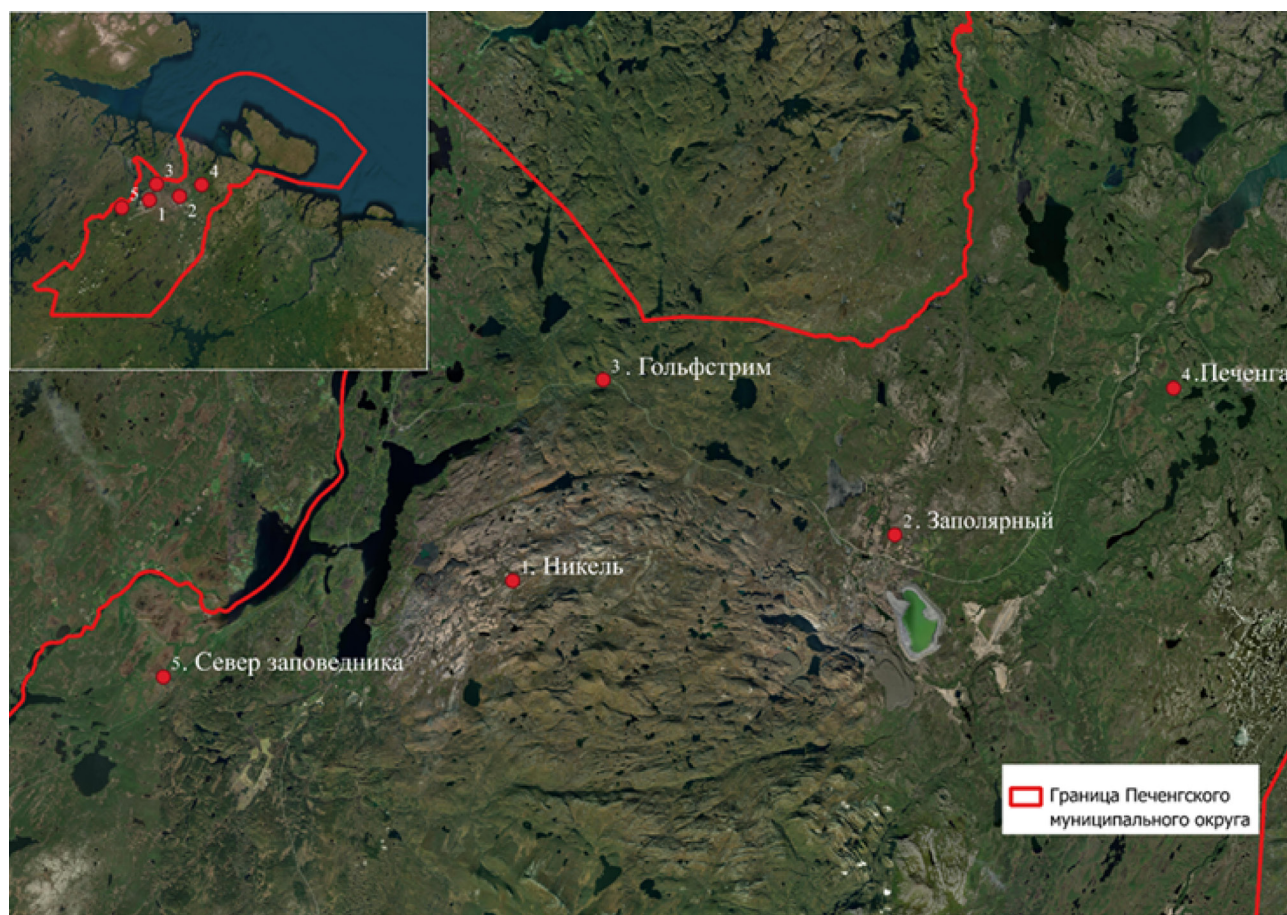 3
4
5
1
2
3. Гольфстрим
4.Печенга
2. Заполярный
1. Никель
5. Север заповедника
Граница Печенгского
муниципального округа